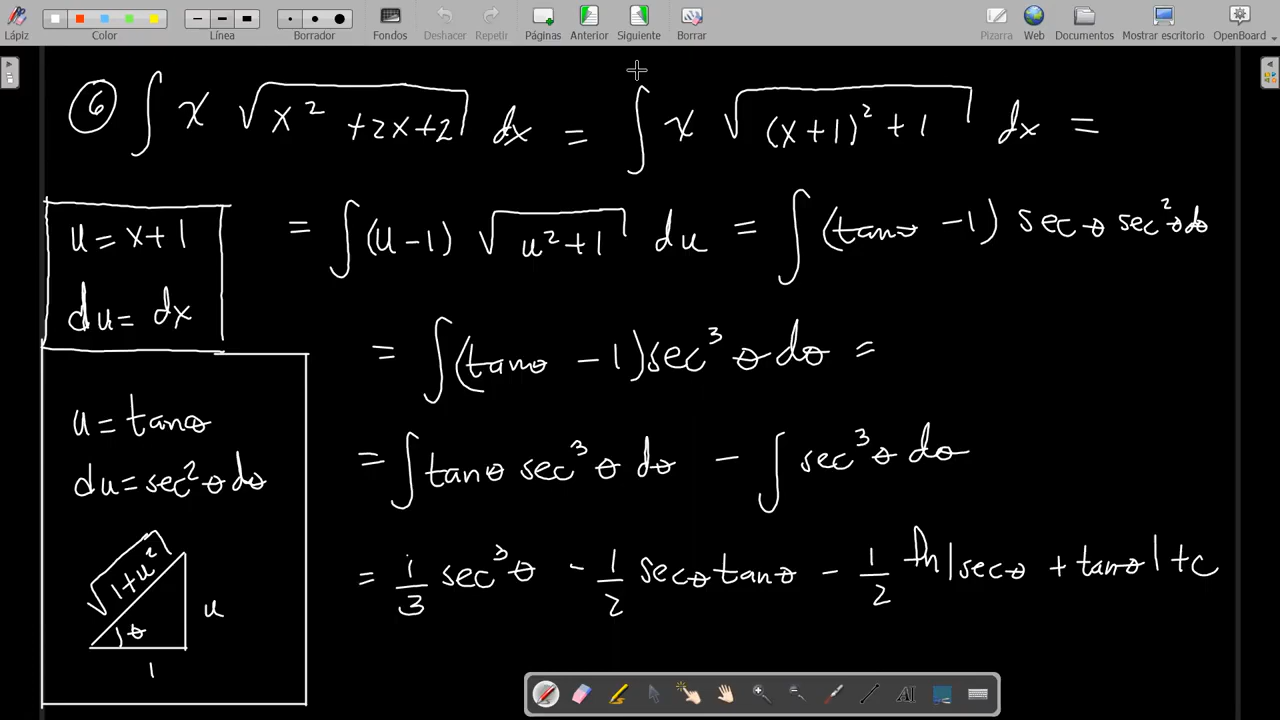 Lápiz Color Línea Borrador Fondos Deshacer Repetir Páginas Anterior Siguiente Borrar Pizarra Web Documentos Mostrar escritorio OpenBoard
⑥ ∫ x √(x² + 2x + 2) dx = ∫ x √((x+1)² + 1) dx =
u = x+1
du = dx
= ∫ (u-1) √(u²+1) du = ∫ (tanθ - 1) secθ sec²θ dθ
= ∫ (tanθ - 1) sec³θ dθ =
u = tanθ
du = sec²θ dθ
= ∫ tanθ sec³θ dθ - ∫ sec³θ dθ
√(1+u²)
u
θ
1
= 1/3 sec³θ - 1/2 secθ tanθ - 1/2 ln|secθ + tanθ| + c
AI